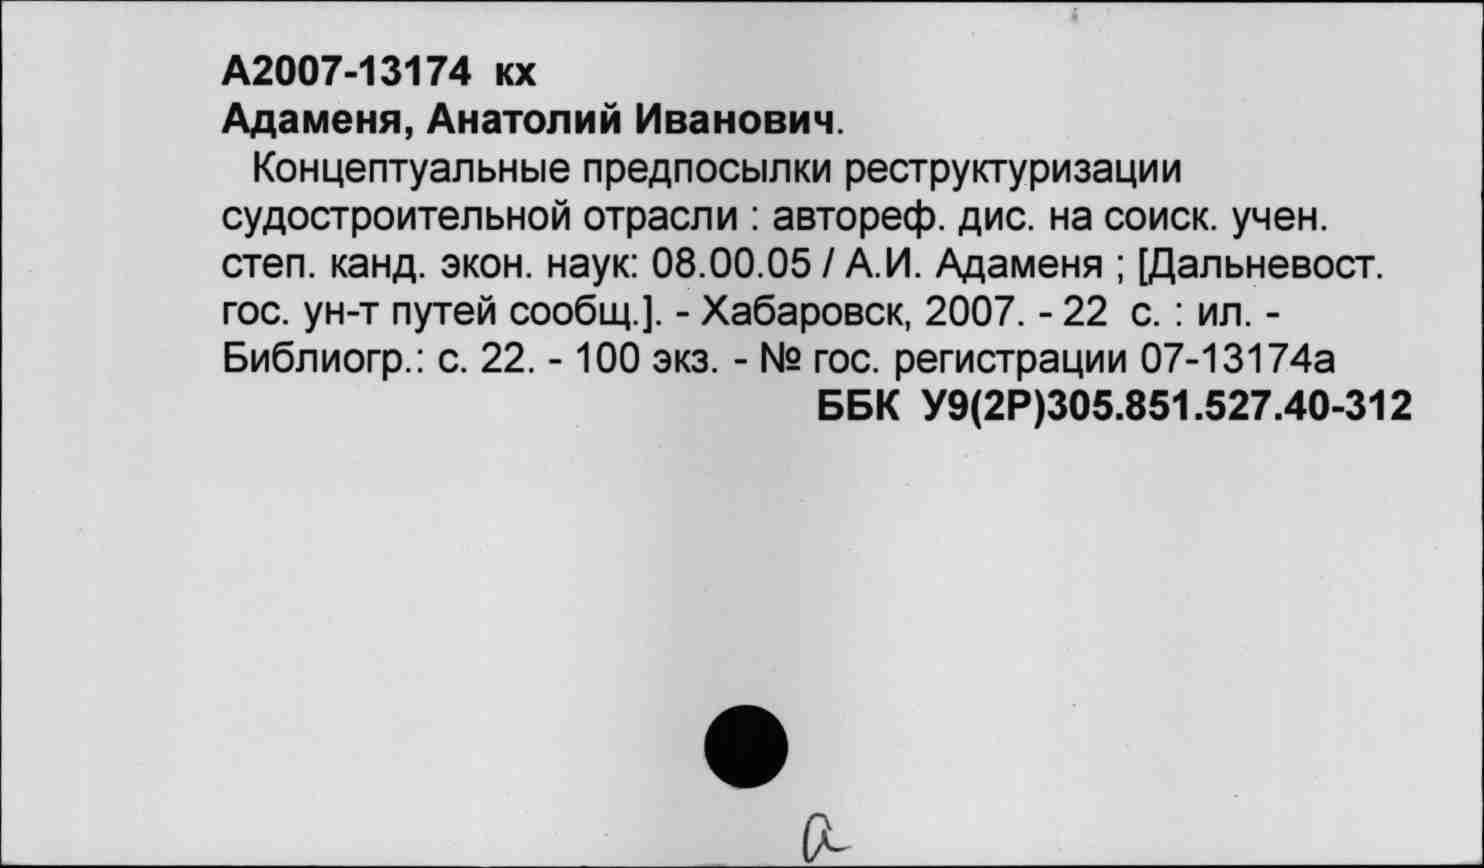 А2007-13174 кх
Адаменя, Анатолий Иванович.
Концептуальные предпосылки реструктуризации
судостроительной отрасли : автореф. дис. на соиск. учен.
степ. канд. экон. наук: 08.00.05 / А.И. Адаменя ; [Дальневост.
гос. ун-т путей сообщ.]. - Хабаровск, 2007. - 22 с. : ил. -
Библиогр.: с. 22. - 100 экз. - № гос. регистрации 07-13174а
ББК У9(2Р)305.851.527.40-312
а